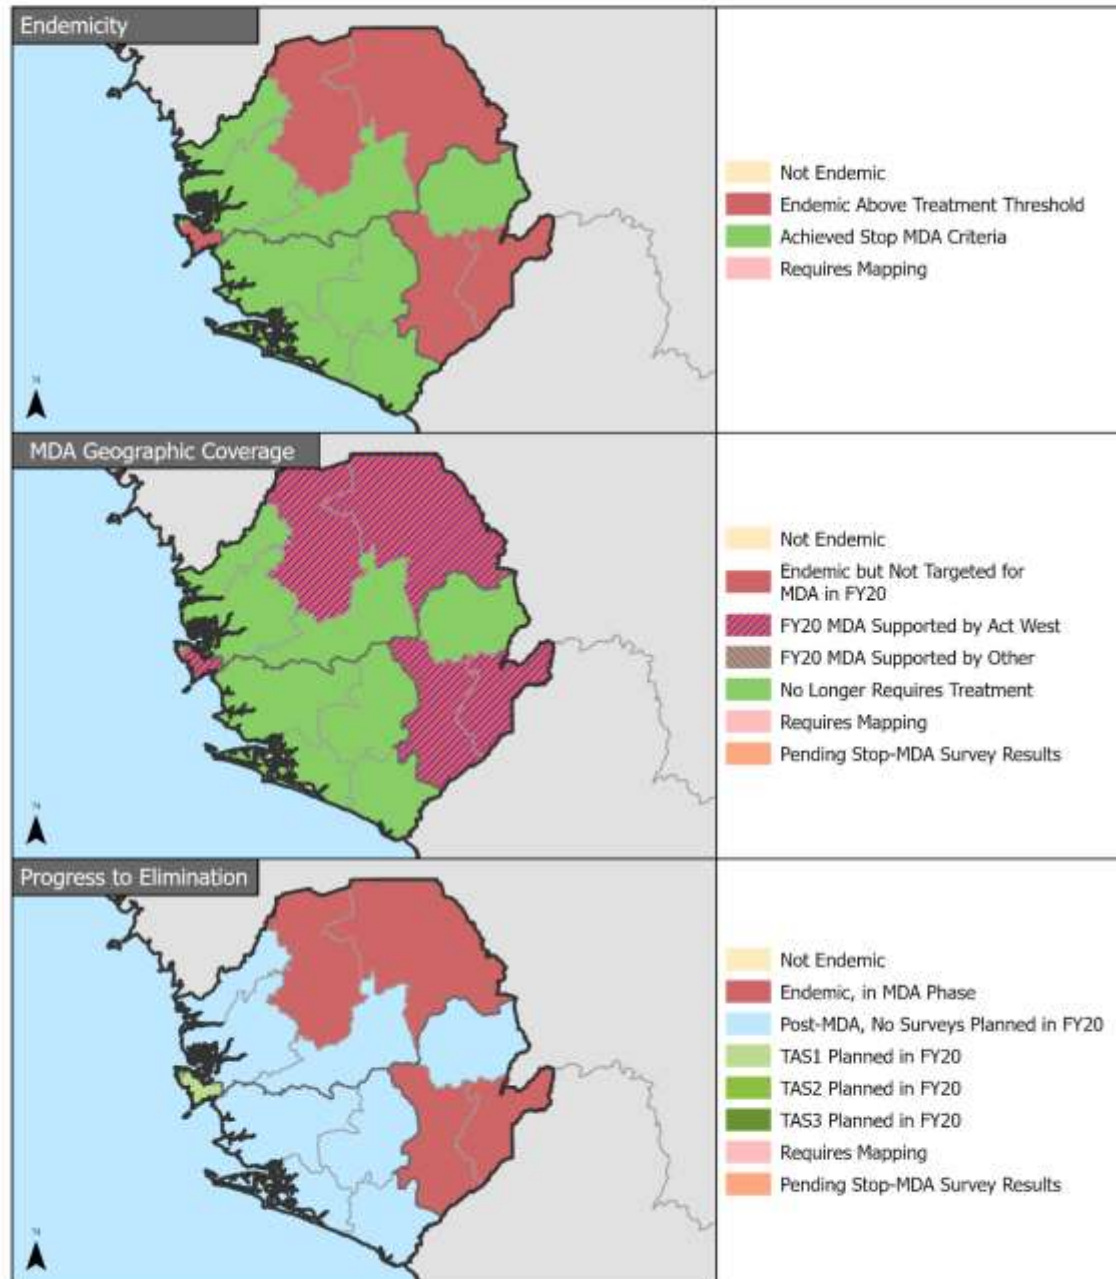 Endemicity
Not Endemic
Endemic Above Treatment Threshold
Achieved Stop MDA Criteria
Requires Mapping
N
MDA Geographic Coverage
Not Endemic
Endemic but Not Targeted for
MDA in FY20
FY20 MDA Supported by Act West
FY20 MDA Supported by Other
No Longer Requires Treatment
Requires Mapping
Pending Stop-MDA Survey Results
N
Progress to Elimination
Not Endemic
Endemic, in MDA Phase
Post-MDA, No Surveys Planned in FY20
TAS1 Planned in FY20
TAS2 Planned in FY20
TAS3 Planned in FY20
Requires Mapping
Pending Stop-MDA Survey Results
N